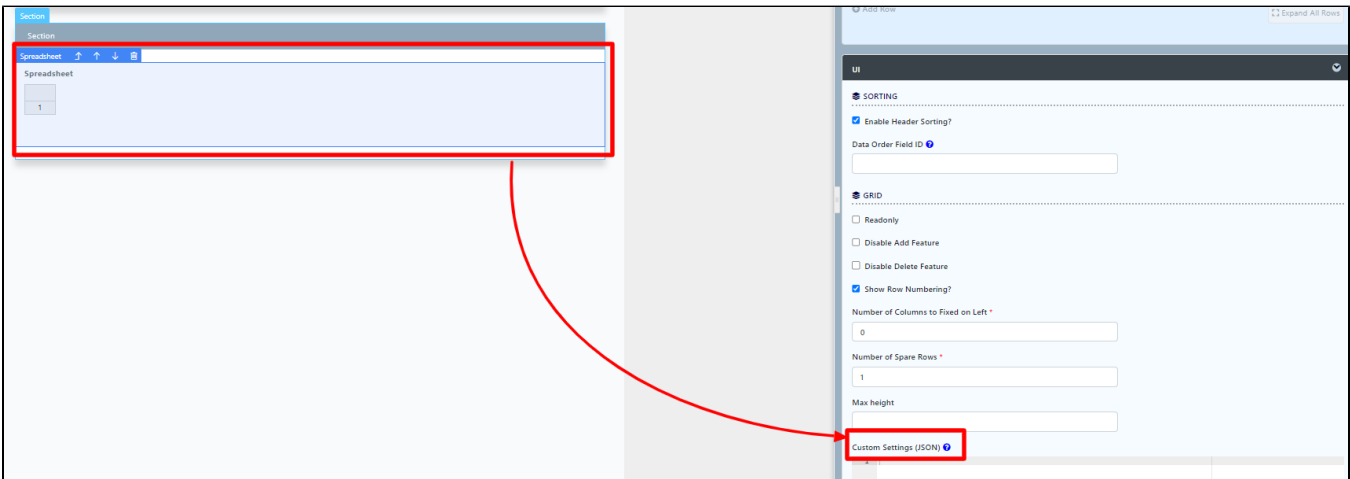 Section
Section
Spreadsheet
Spreadsheet
1
Add Row
Expand All Rows
UI
SORTING
Enable Header Sorting?
Data Order Field ID
GRID
Readonly
Disable Add Feature
Disable Delete Feature
Show Row Numbering?
Number of Columns to Fixed on Left *
0
Number of Spare Rows *
1
Max height
Custom Settings (JSON)